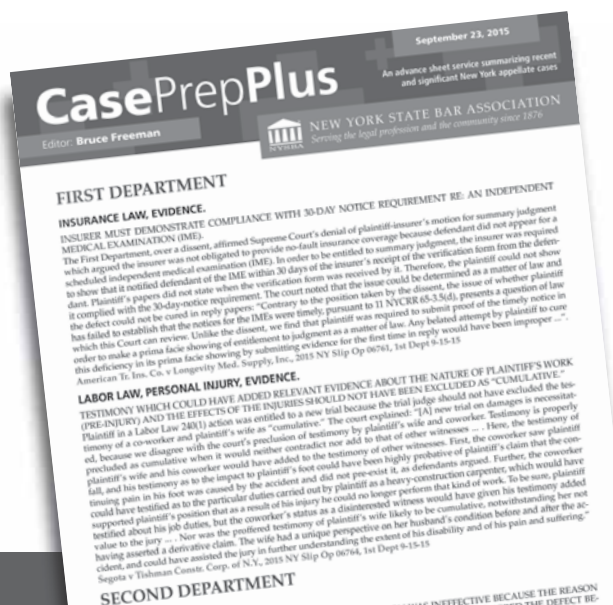 September 23, 2015
CasePrepPlus
An advance sheet service summarizing recent
and significant New York appellate cases
Editor: Bruce Freeman
NYSBA
NEW YORK STATE BAR ASSOCIATION
Serving the legal profession and the community since 1876
FIRST DEPARTMENT
INSURANCE LAW, EVIDENCE.
INSURER MUST DEMONSTRATE COMPLIANCE WITH 30-DAY NOTICE REQUIREMENT RE: AN INDEPENDENT
MEDICAL EXAMINATION (IME).
The First Department, over a dissent, affirmed Supreme Court's denial of plaintiff-insurer's motion for summary judgment
which argued the insurer was not obligated to provide no-fault insurance coverage because defendant did not appear for a
scheduled independent medical examination (IME). In order to be entitled to summary judgment, the insurer was required
to show that it notified defendant of the IME within 30 days of the insurer's receipt of the verification form from the defen-
dant. Plaintiff's papers did not state when the verification form was received by it. Therefore, the plaintiff could not show
it complied with the 30-day-notice requirement. The court noted that the issue could be determined as a matter of law and
the defect could not be cured in reply papers: "Contrary to the position taken by the dissent, the issue of whether plaintiff
has failed to establish that the notices for the IMEs were timely, pursuant to 11 NYCRR 65-3.5(d), presents a question of law
which this Court can review. Unlike the dissent, we find that plaintiff was required to submit proof of the timely notice in
order to make a prima facie showing of entitlement to judgment as a matter of law. Any belated attempt by plaintiff to cure
this deficiency in its prima facie showing by submitting evidence for the first time in reply would have been improper ...".
American Tr. Ins. Co. v Longevity Med. Supply, Inc., 2015 NY Slip Op 06761, 1st Dept 9-15-15
LABOR LAW, PERSONAL INJURY, EVIDENCE.
TESTIMONY WHICH COULD HAVE ADDED RELEVANT EVIDENCE ABOUT THE NATURE OF PLAINTIFF'S WORK
(PRE-INJURY) AND THE EFFECTS OF THE INJURIES SHOULD NOT HAVE BEEN EXCLUDED AS "CUMULATIVE."
Plaintiff in a Labor Law 240(1) action was entitled to a new trial because the trial judge should not have excluded the tes-
timony of a co-worker and plaintiff's wife as "cumulative." The court explained: "[A] new trial on damages is necessitat-
ed, because we disagree with the court's preclusion of testimony by plaintiff's wife and coworker. Testimony is properly
precluded as cumulative when it would neither contradict nor add to that of other witnesses ... . Here, the testimony of
plaintiff's wife and his coworker would have added to the testimony of other witnesses. First, the coworker saw plaintiff
fall, and his testimony as to the impact to plaintiff's foot could have been highly probative of plaintiff's claim that the con-
tinuing pain in his foot was caused by the accident and did not pre-exist it, as defendants argued. Further, the coworker
could have testified as to the particular duties carried out by plaintiff as a heavy-construction carpenter, which would have
supported plaintiff's position that as a result of his injury he could no longer perform that kind of work. To be sure, plaintiff
testified about his job duties, but the coworker's status as a disinterested witness would have given his testimony added
value to the jury ... . Nor was the proffered testimony of plaintiff's wife likely to be cumulative, notwithstanding her not
having asserted a derivative claim. The wife had a unique perspective on her husband's condition before and after the ac-
cident, and could have assisted the jury in further understanding the extent of his disability and of his pain and suffering."
Segota v Tishman Constr. Corp. of N.Y., 2015 NY Slip Op 06764, 1st Dept 9-15-15
SECOND DEPARTMENT
WAS INEFFECTIVE BECAUSE THE REASON
THE DEFECT BE-